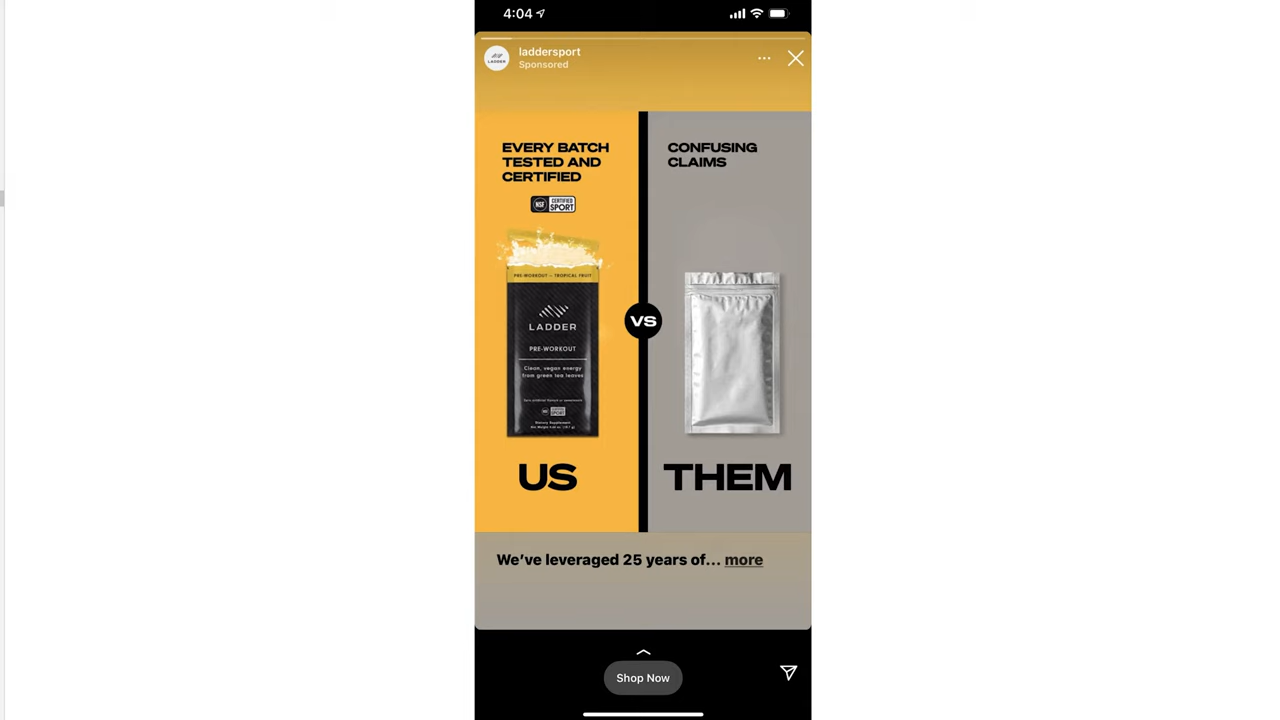 4:04
laddersport
Sponsored
EVERY BATCH
TESTED AND
CERTIFIED
NSF CERTIFIED
SPORT
CONFUSING
CLAIMS
PRE-WORKOUT — TROPICAL FRUIT
LADDER
PRE-WORKOUT
Clean, vegan energy
from green tea leaves
VS
US
THEM
We’ve leveraged 25 years of... more
Shop Now